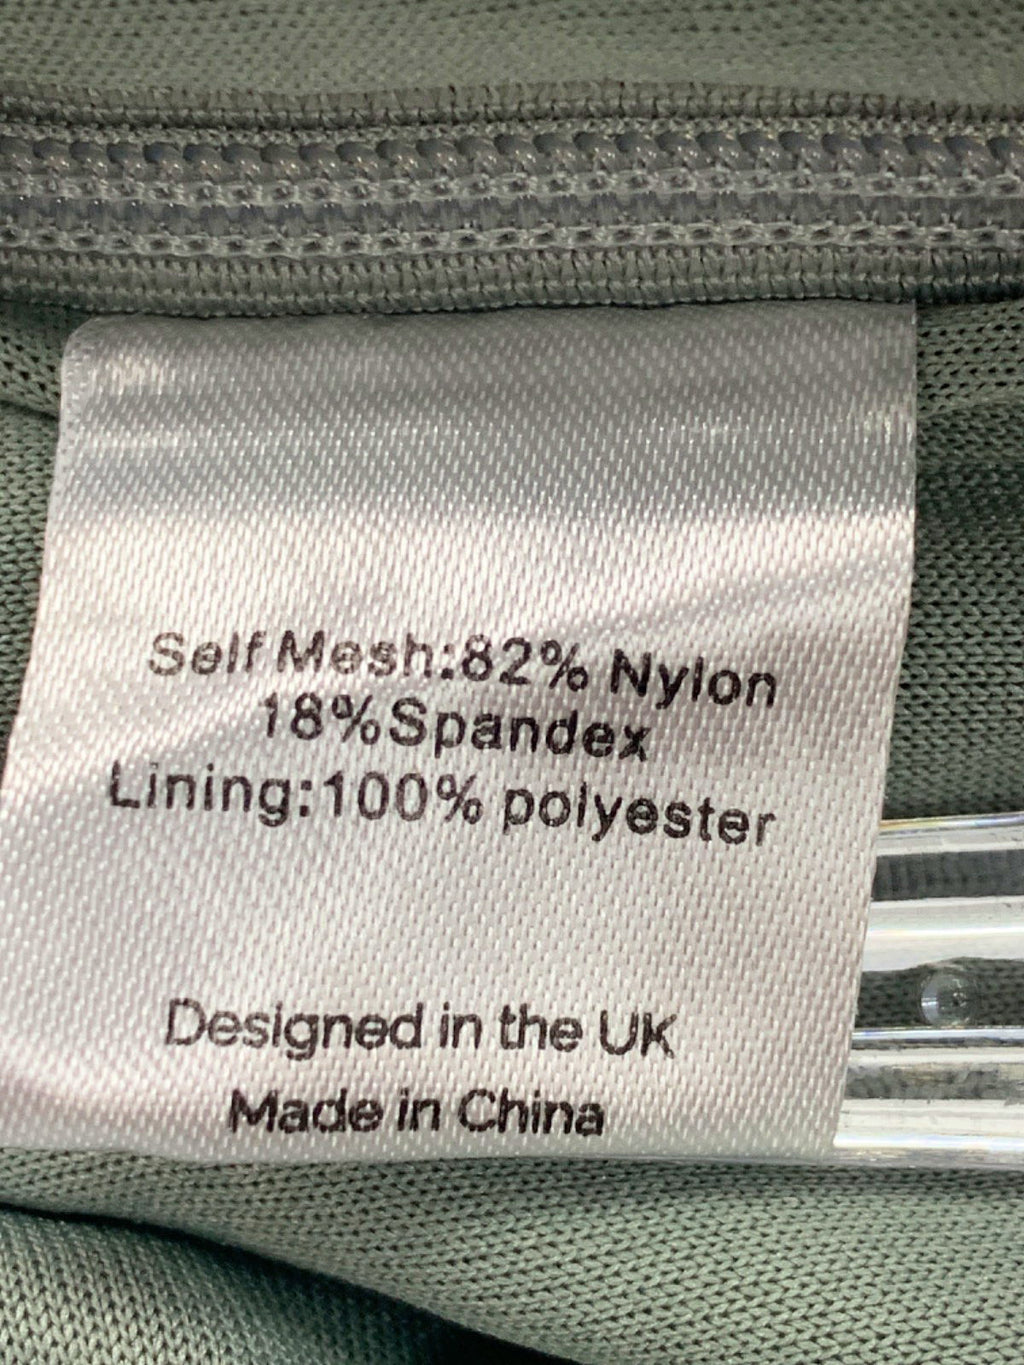 Self Mesh:82% Nylon
18%Spandex
Lining:100% polyester
Designed in the UK
Made in China